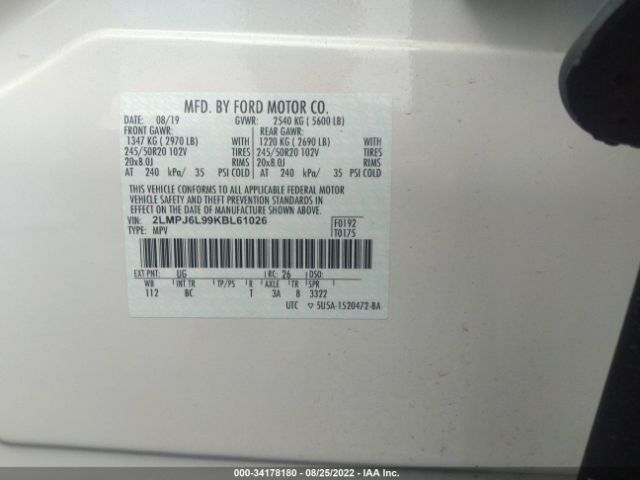 MFD. BY FORD MOTOR CO.
DATE: 08/19 GVWR: 2540 KG ( 5600 LB)
FRONT GAWR: REAR GAWR:
1347 KG ( 2970 LB) WITH 1220 KG ( 2690 LB) WITH
245/50R20 102V TIRES 245/50R20 102V TIRES
20x8.0J RIMS 20x8.0J RIMS
AT 240 kPa/ 35 PSI COLD AT 240 kPa/ 35 PSI COLD
THIS VEHICLE CONFORMS TO ALL APPLICABLE FEDERAL MOTOR
VEHICLE SAFETY AND THEFT PREVENTION STANDARDS IN
EFFECT ON THE DATE OF MANUFACTURE SHOWN ABOVE.
VIN: 2LMPJ6L99KBL61026 F0192
TYPE: MPV T0175
EXT PNT: UG RC: 26 DSO:
WB INT TR TP/PS R AXLE TR SPR
112 BC T 3A 8 3322
UTC ▽ 5U5A-1520472-BA
000-34178180 - 08/25/2022 - IAA Inc.